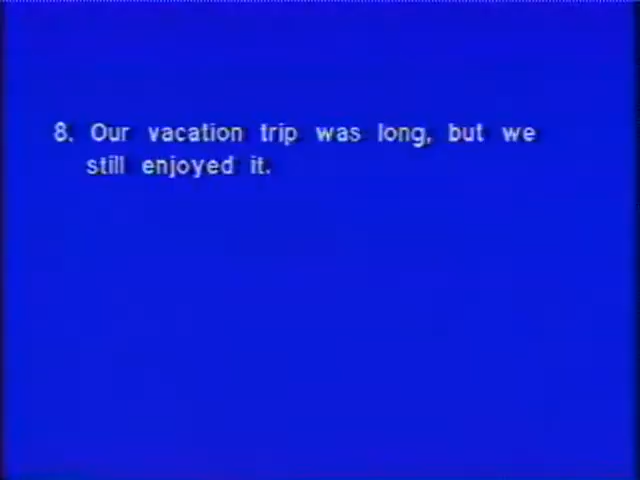 8. Our vacation trip was long, but we
still enjoyed it.